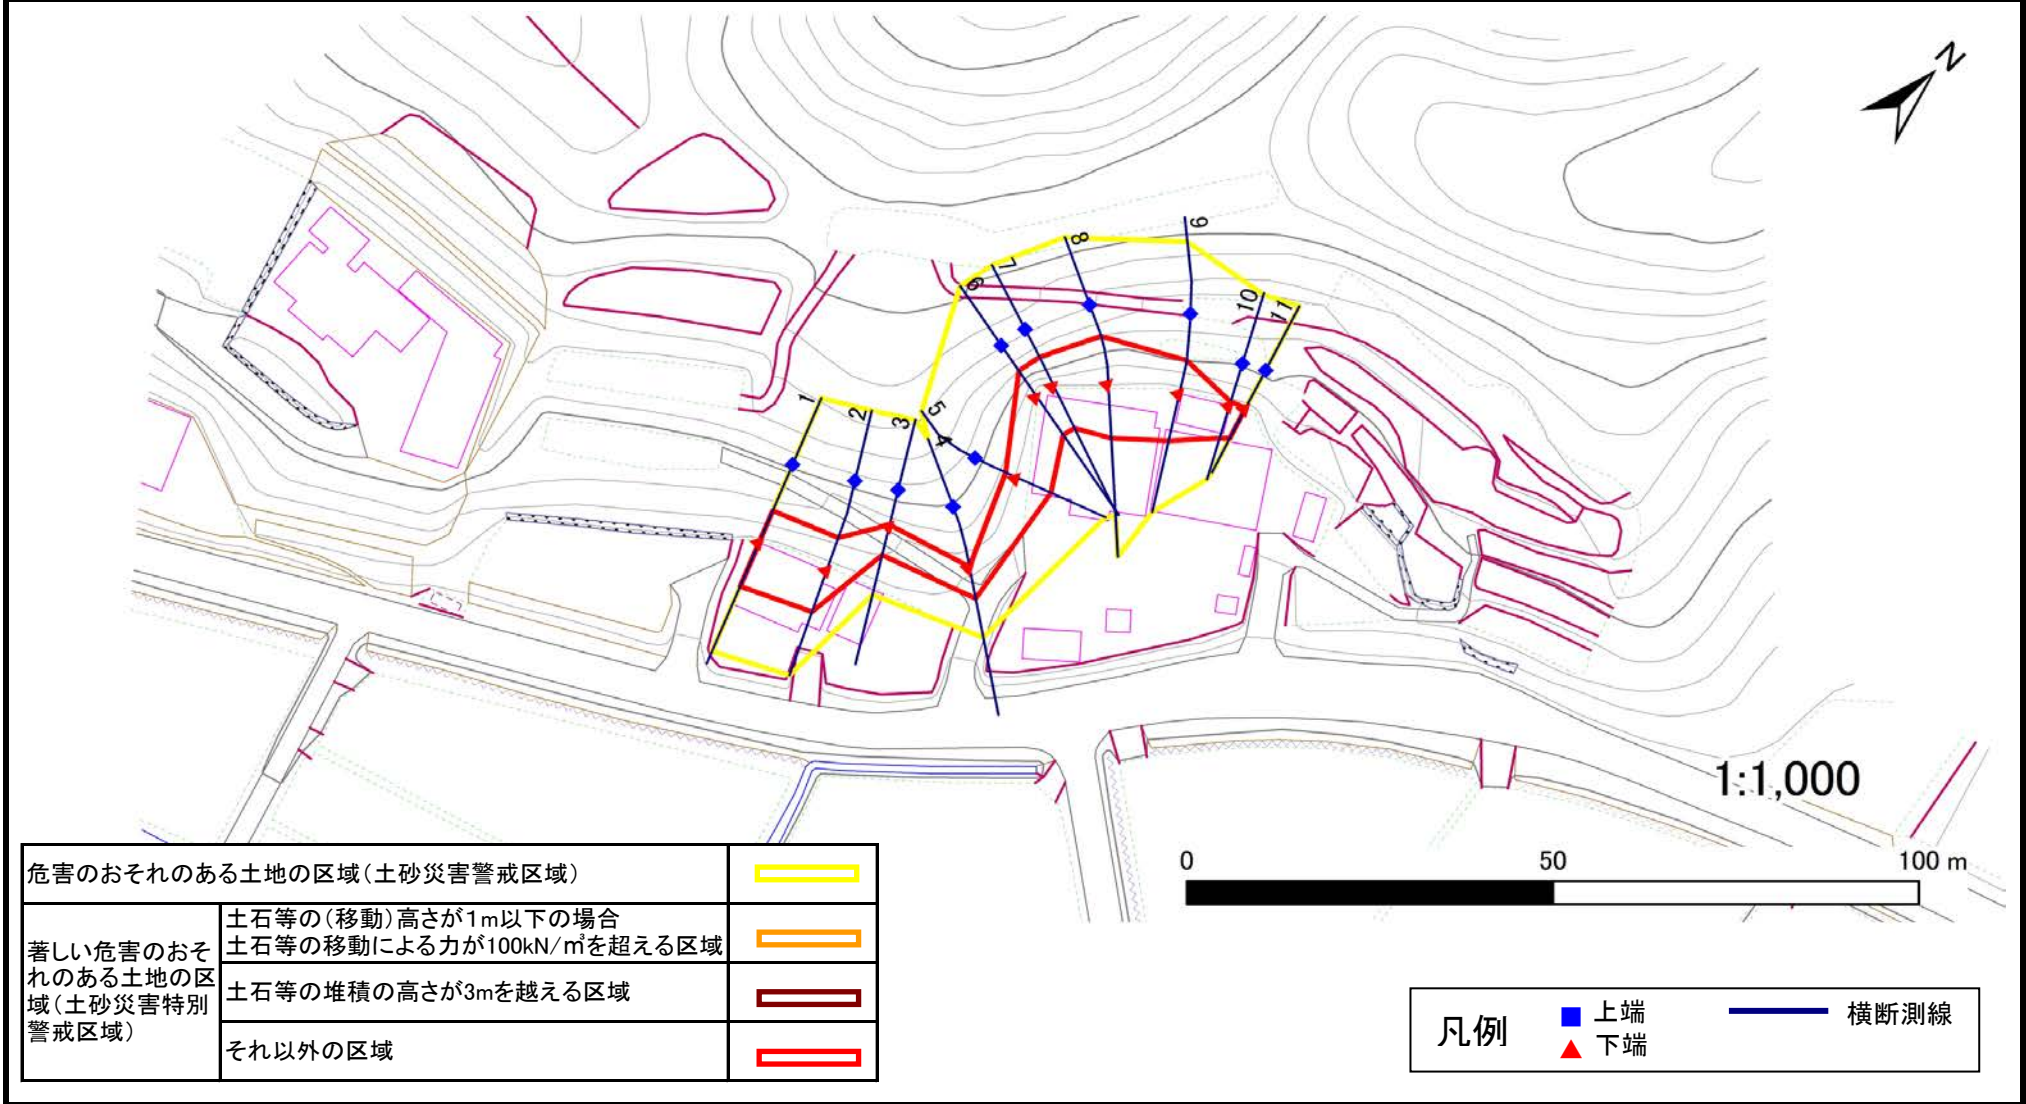 N
1
2
3
4
5
6
7
8
9
10
11
1:1,000
0 50 100 m
危害のおそれのある土地の区域(土砂災害警戒区域)
著しい危害のおそ
れのある土地の区
域(土砂災害特別
警戒区域)
土石等の(移動)高さが1m以下の場合
土石等の移動による力が100kN/㎡を超える区域
土石等の堆積の高さが3mを越える区域
それ以外の区域
凡例
上端
下端
横断測線